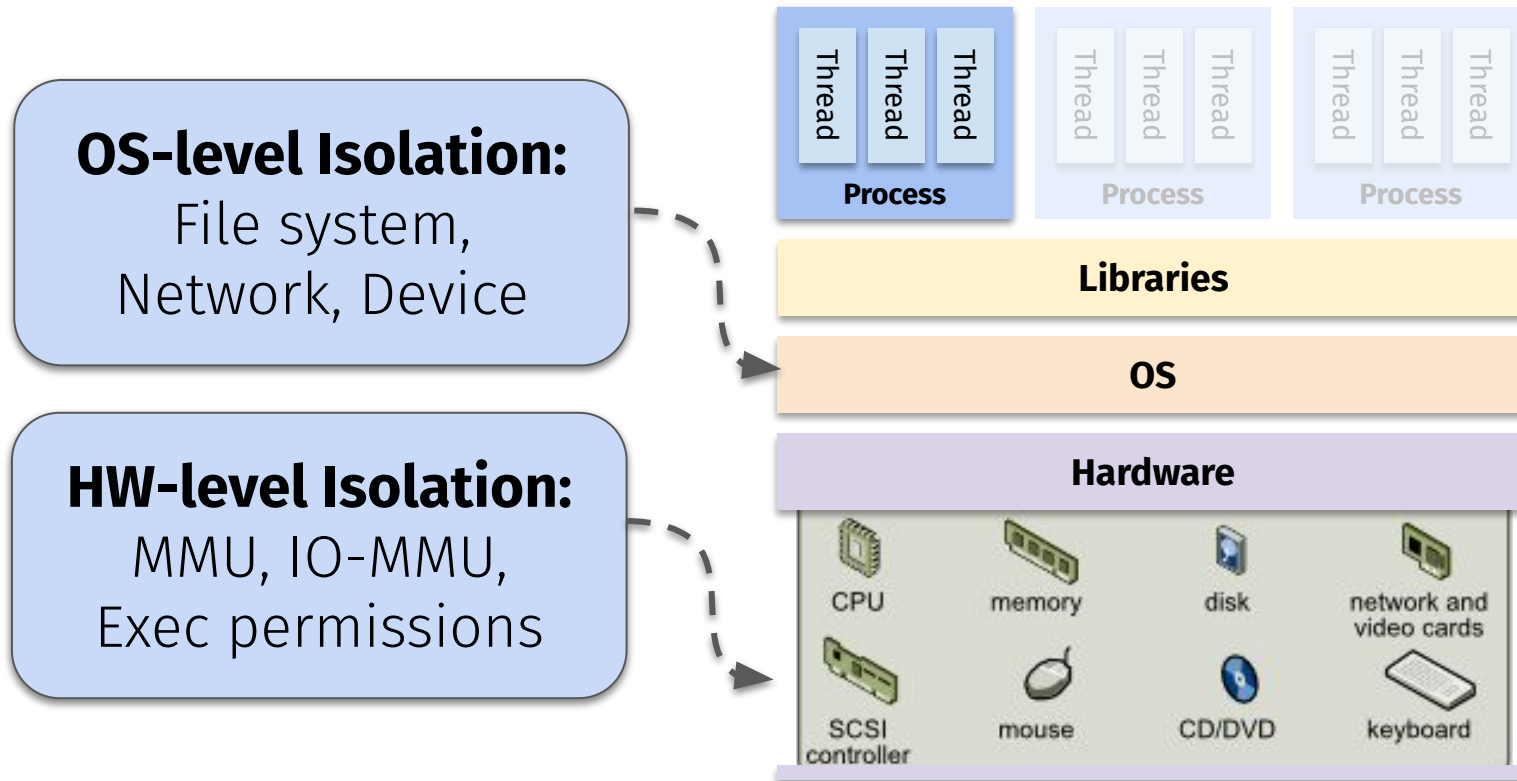 OS-level Isolation:
File system,
Network, Device
HW-level Isolation:
MMU, IO-MMU,
Exec permissions
Thread
Thread
Thread
Process
Thread
Thread
Thread
Process
Thread
Thread
Thread
Process
Libraries
OS
Hardware
CPU
memory
disk
network and
video cards
SCSI
controller
mouse
CD/DVD
keyboard